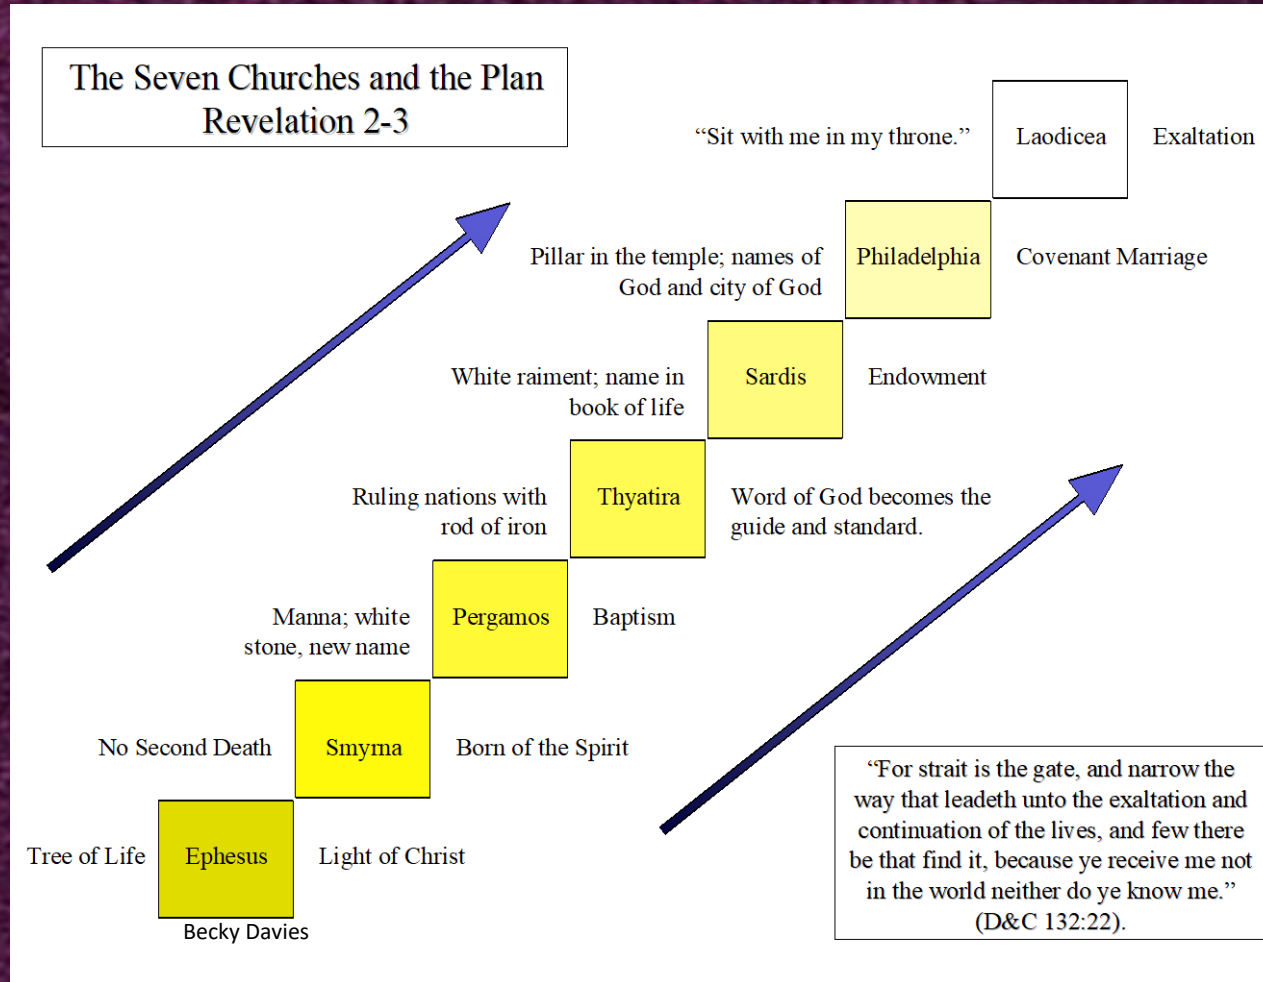 The Seven Churches and the Plan
Revelation 2-3
“Sit with me in my throne.”
Laodicea
Exaltation
Pillar in the temple; names of
God and city of God
Philadelphia
Covenant Marriage
White raiment; name in
book of life
Sardis
Endowment
Ruling nations with
rod of iron
Thyatira
Word of God becomes the
guide and standard.
Manna; white
stone, new name
Pergamos
Baptism
No Second Death
Smyrna
Born of the Spirit
Tree of Life
Ephesus
Light of Christ
Becky Davies
“For strait is the gate, and narrow the
way that leadeth unto the exaltation and
continuation of the lives, and few there
be that find it, because ye receive me not
in the world neither do ye know me.”
(D&C 132:22).